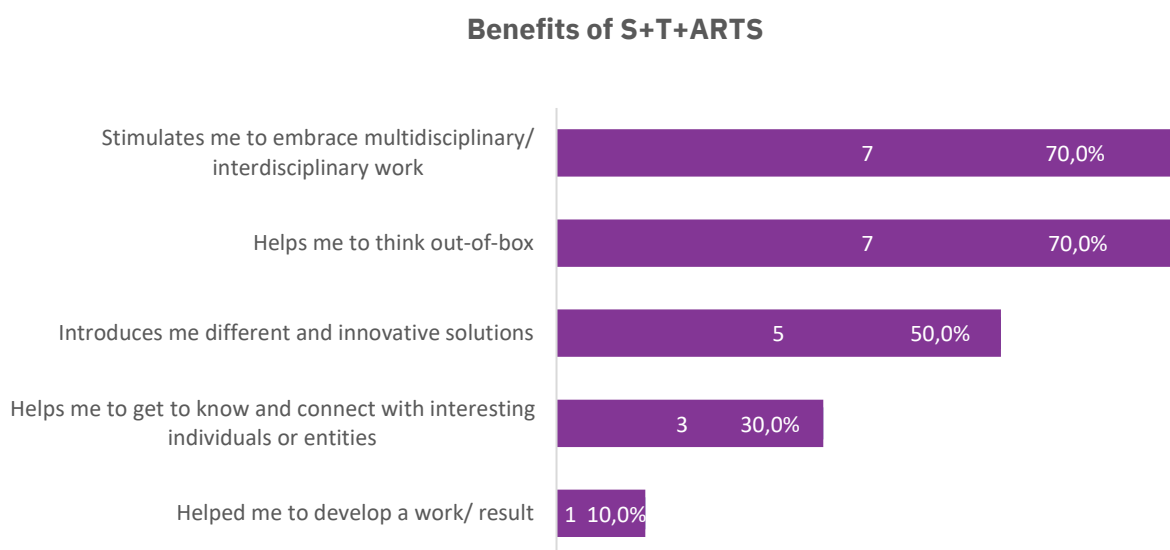 Benefits of S+T+ARTS
Stimulates me to embrace multidisciplinary/
interdisciplinary work
7 70,0%
Helps me to think out-of-box
7 70,0%
Introduces me different and innovative solutions
5 50,0%
Helps me to get to know and connect with interesting
individuals or entities
3 30,0%
Helped me to develop a work/ result
1 10,0%